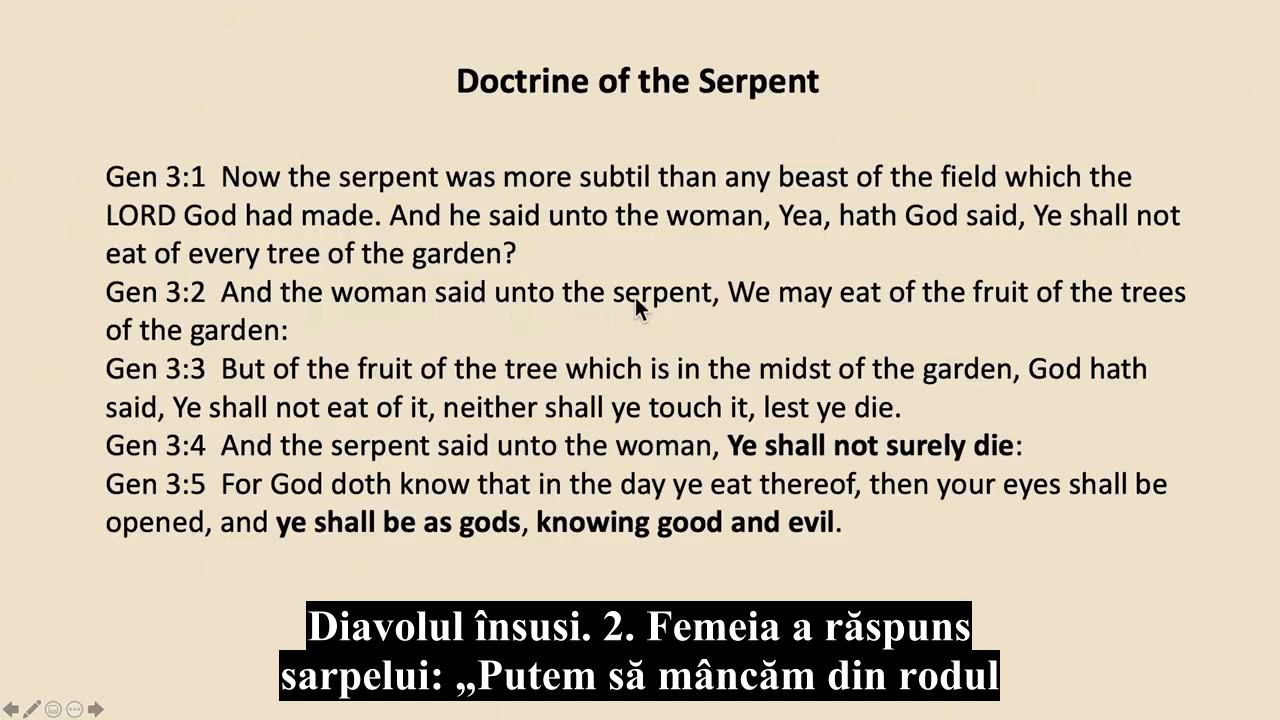 Doctrine of the Serpent
Gen 3:1  Now the serpent was more subtil than any beast of the field which the
LORD God had made. And he said unto the woman, Yea, hath God said, Ye shall not
eat of every tree of the garden?
Gen 3:2  And the woman said unto the serpent, We may eat of the fruit of the trees
of the garden:
Gen 3:3  But of the fruit of the tree which is in the midst of the garden, God hath
said, Ye shall not eat of it, neither shall ye touch it, lest ye die.
Gen 3:4  And the serpent said unto the woman, Ye shall not surely die:
Gen 3:5  For God doth know that in the day ye eat thereof, then your eyes shall be
opened, and ye shall be as gods, knowing good and evil.
Diavolul însusi. 2. Femeia a răspuns
sarpelui: „Putem să mâncăm din rodul